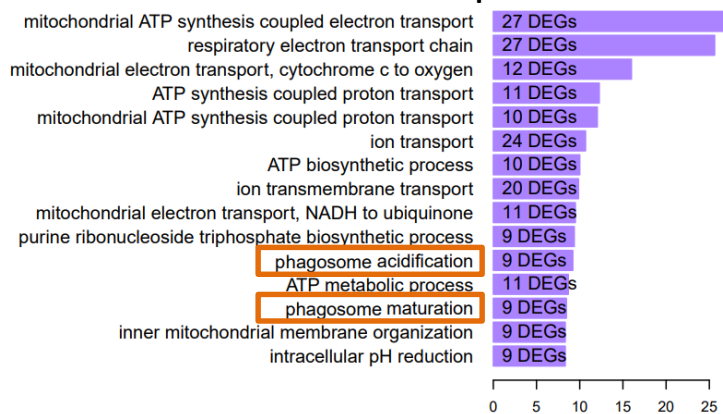 mitochondrial ATP synthesis coupled electron transport 27 DEGs
respiratory electron transport chain 27 DEGs
mitochondrial electron transport, cytochrome c to oxygen 12 DEGs
ATP synthesis coupled proton transport 11 DEGs
mitochondrial ATP synthesis coupled proton transport 10 DEGs
ion transport 24 DEGs
ATP biosynthetic process 10 DEGs
ion transmembrane transport 20 DEGs
mitochondrial electron transport, NADH to ubiquinone 11 DEGs
purine ribonucleoside triphosphate biosynthetic process 9 DEGs
phagosome acidification 9 DEGs
ATP metabolic process 11 DEGs
phagosome maturation 9 DEGs
inner mitochondrial membrane organization 9 DEGs
intracellular pH reduction 9 DEGs
0 5 10 15 20 25